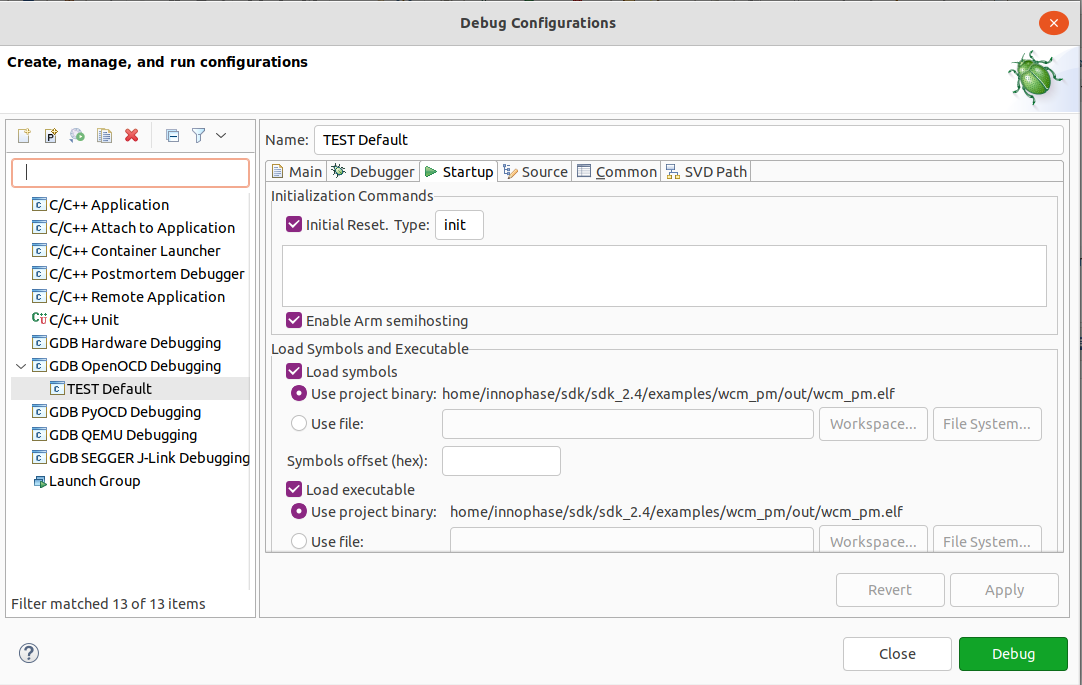 Debug Configurations
Create, manage, and run configurations
C/C++ Application
C/C++ Attach to Application
C/C++ Container Launcher
C/C++ Postmortem Debugger
C/C++ Remote Application
C/C++ Unit
GDB Hardware Debugging
GDB OpenOCD Debugging
TEST Default
GDB PyOCD Debugging
GDB QEMU Debugging
GDB SEGGER J-Link Debugging
Launch Group
Filter matched 13 of 13 items
Name: TEST Default
Main Debugger Startup Source Common SVD Path
Initialization Commands
Initial Reset. Type: init
Enable Arm semihosting
Load Symbols and Executable
Load symbols
Use project binary: home/innophase/sdk/sdk_2.4/examples/wcm_pm/out/wcm_pm.elf
Use file: Workspace... File System...
Symbols offset (hex):
Load executable
Use project binary: home/innophase/sdk/sdk_2.4/examples/wcm_pm/out/wcm_pm.elf
Use file: Workspace... File System...
Revert Apply
? Close Debug